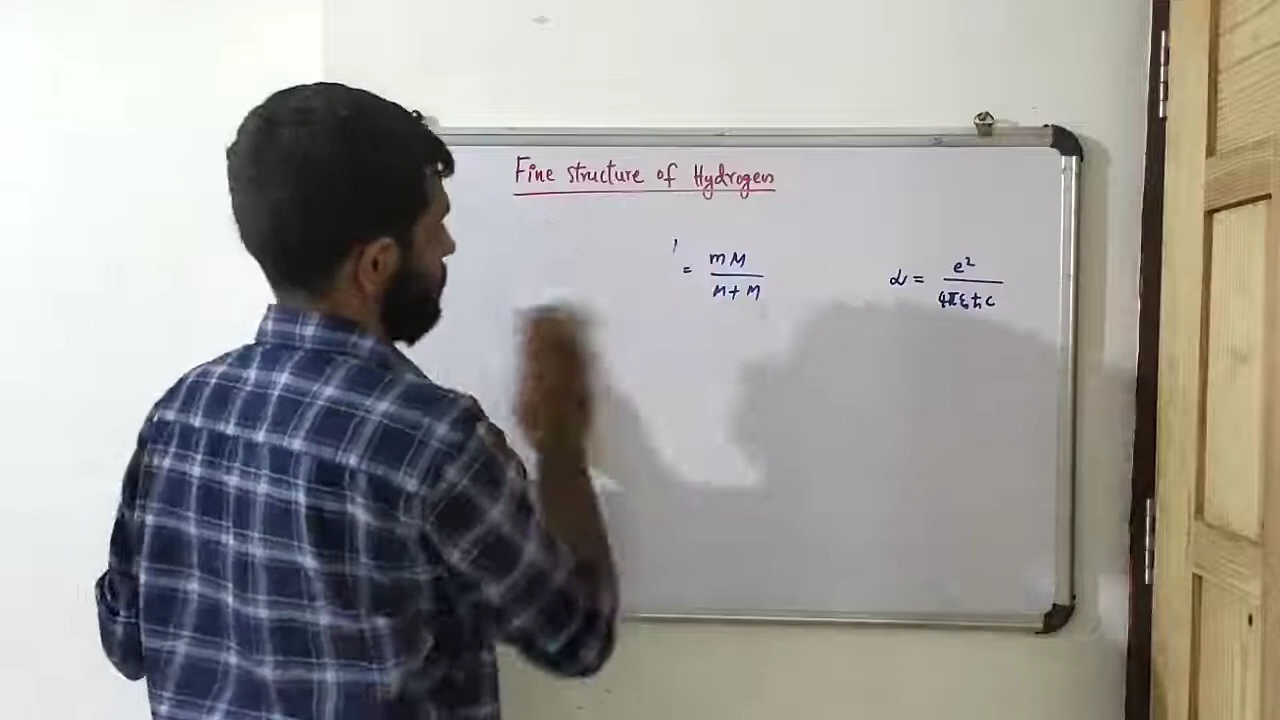 Fine structure of Hydrogen
' = mM / M+M
α = e² / 4πε₀ħc